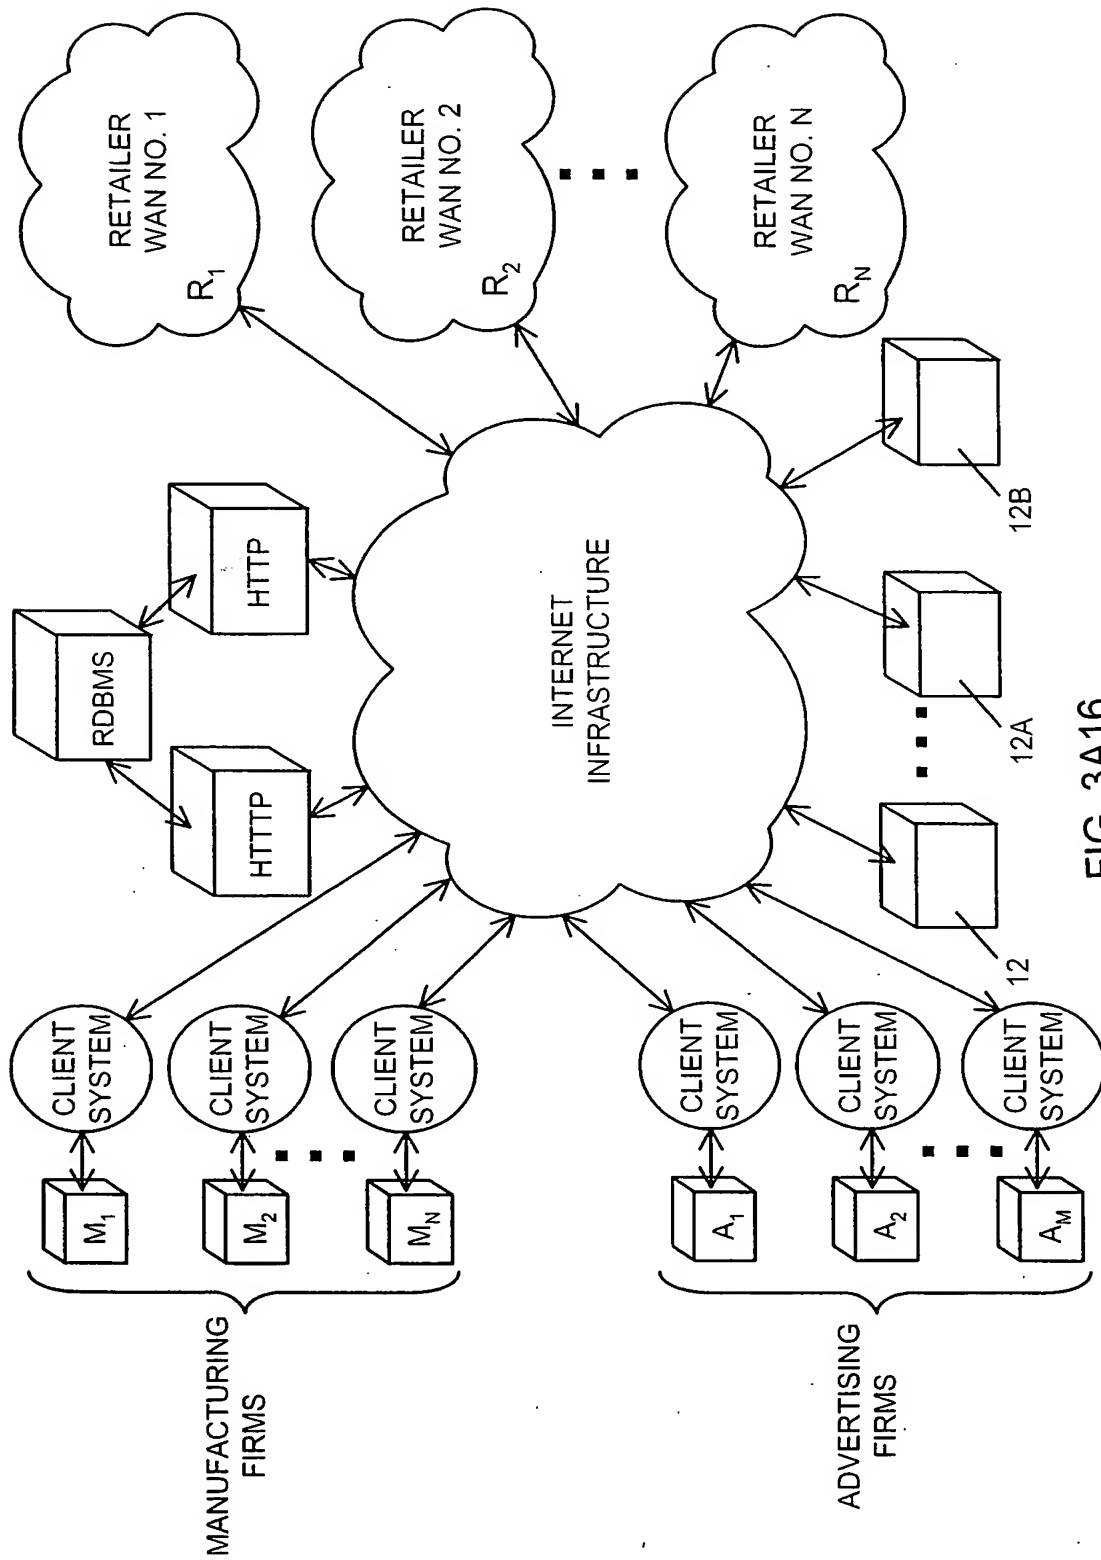 MANUFACTURING
FIRMS
M1
CLIENT
SYSTEM
M2
CLIENT
SYSTEM
MN
CLIENT
SYSTEM
ADVERTISING
FIRMS
A1
CLIENT
SYSTEM
A2
CLIENT
SYSTEM
AM
CLIENT
SYSTEM
RDBMS
HTTTP
HTTP
INTERNET
INFRASTRUCTURE
RETAILER
WAN NO. 1
R1
RETAILER
WAN NO. 2
R2
RETAILER
WAN NO. N
RN
12
12A
12B
FIG. 3A16